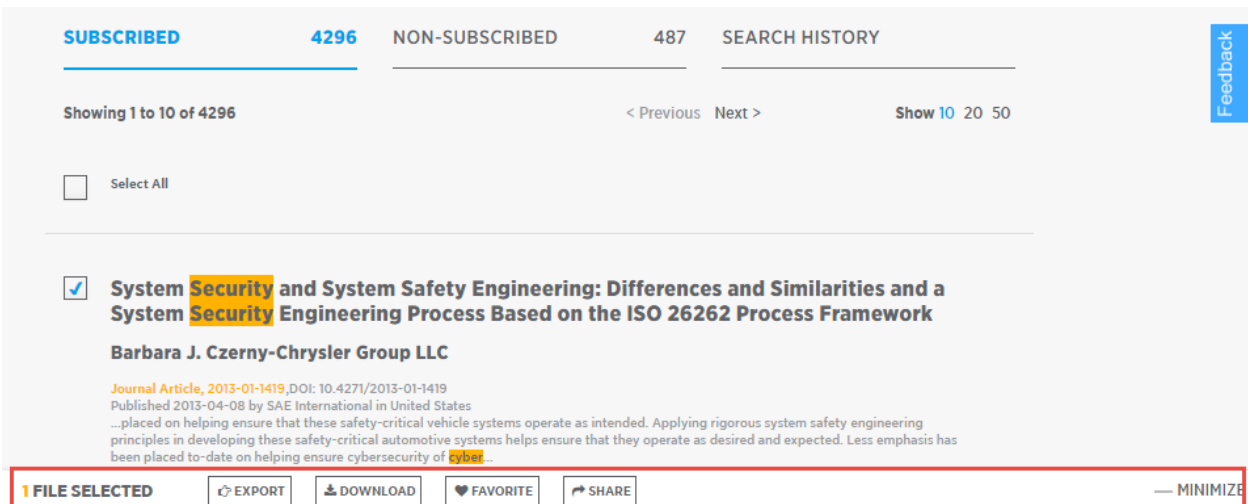 SUBSCRIBED 4296 NON-SUBSCRIBED 487 SEARCH HISTORY
Feedback
Showing 1 to 10 of 4296 < Previous Next > Show 10 20 50
Select All
System Security and System Safety Engineering: Differences and Similarities and a
System Security Engineering Process Based on the ISO 26262 Process Framework
Barbara J. Czerny-Chrysler Group LLC
Journal Article, 2013-01-1419,DOI: 10.4271/2013-01-1419
Published 2013-04-08 by SAE International in United States
...placed on helping ensure that these safety-critical vehicle systems operate as intended. Applying rigorous system safety engineering
principles in developing these safety-critical automotive systems helps ensure that they operate as desired and expected. Less emphasis has
been placed to-date on helping ensure cybersecurity of cyber...
1 FILE SELECTED EXPORT DOWNLOAD FAVORITE SHARE — MINIMIZE